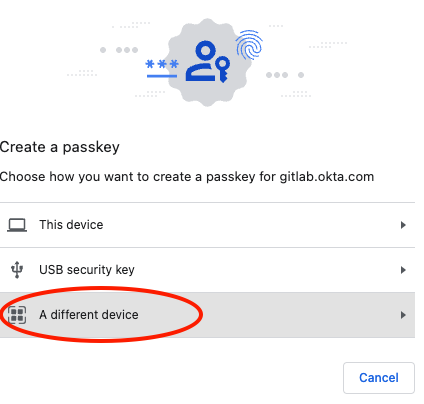 ***
Create a passkey
Choose how you want to create a passkey for gitlab.okta.com
This device
USB security key
A different device
Cancel